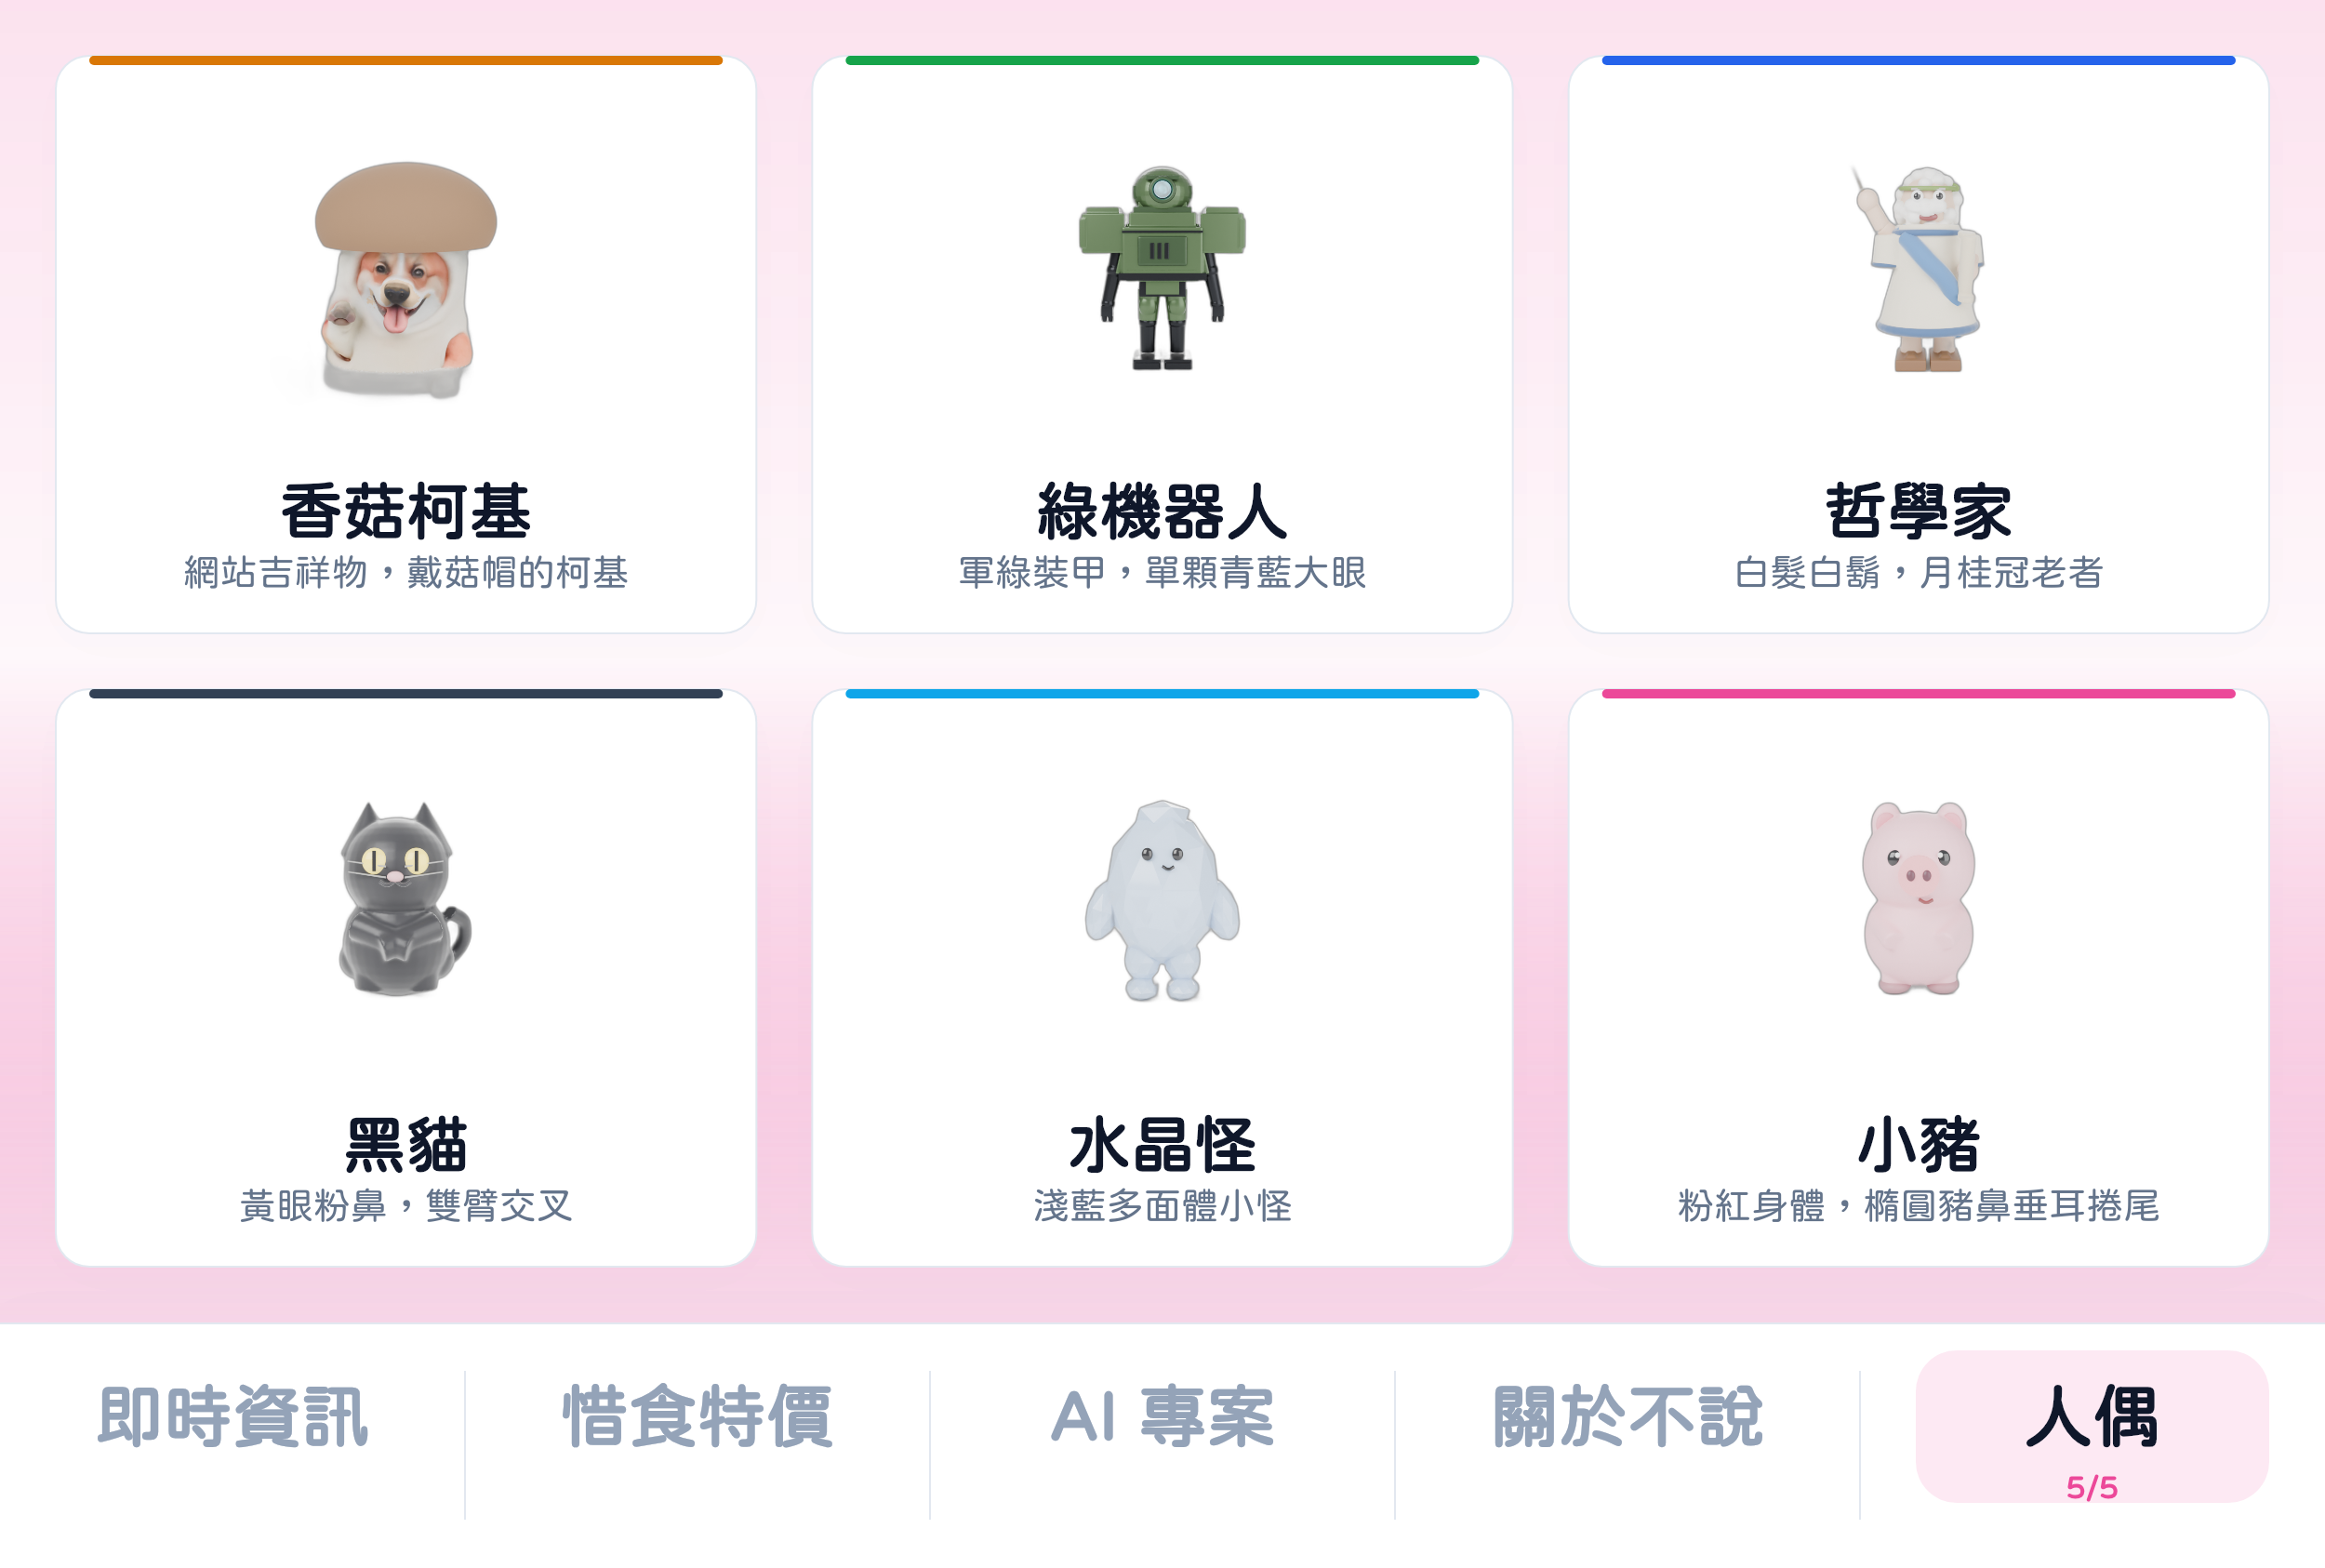 香菇柯基
網站吉祥物，戴菇帽的柯基
綠機器人
軍綠裝甲，單顆青藍大眼
哲學家
白髮白鬍，月桂冠老者
黑貓
黃眼粉鼻，雙臂交叉
水晶怪
淺藍多面體小怪
小豬
粉紅身體，橢圓豬鼻垂耳捲尾
即時資訊
惜食特價
AI 專案
關於不說
人偶
5/5